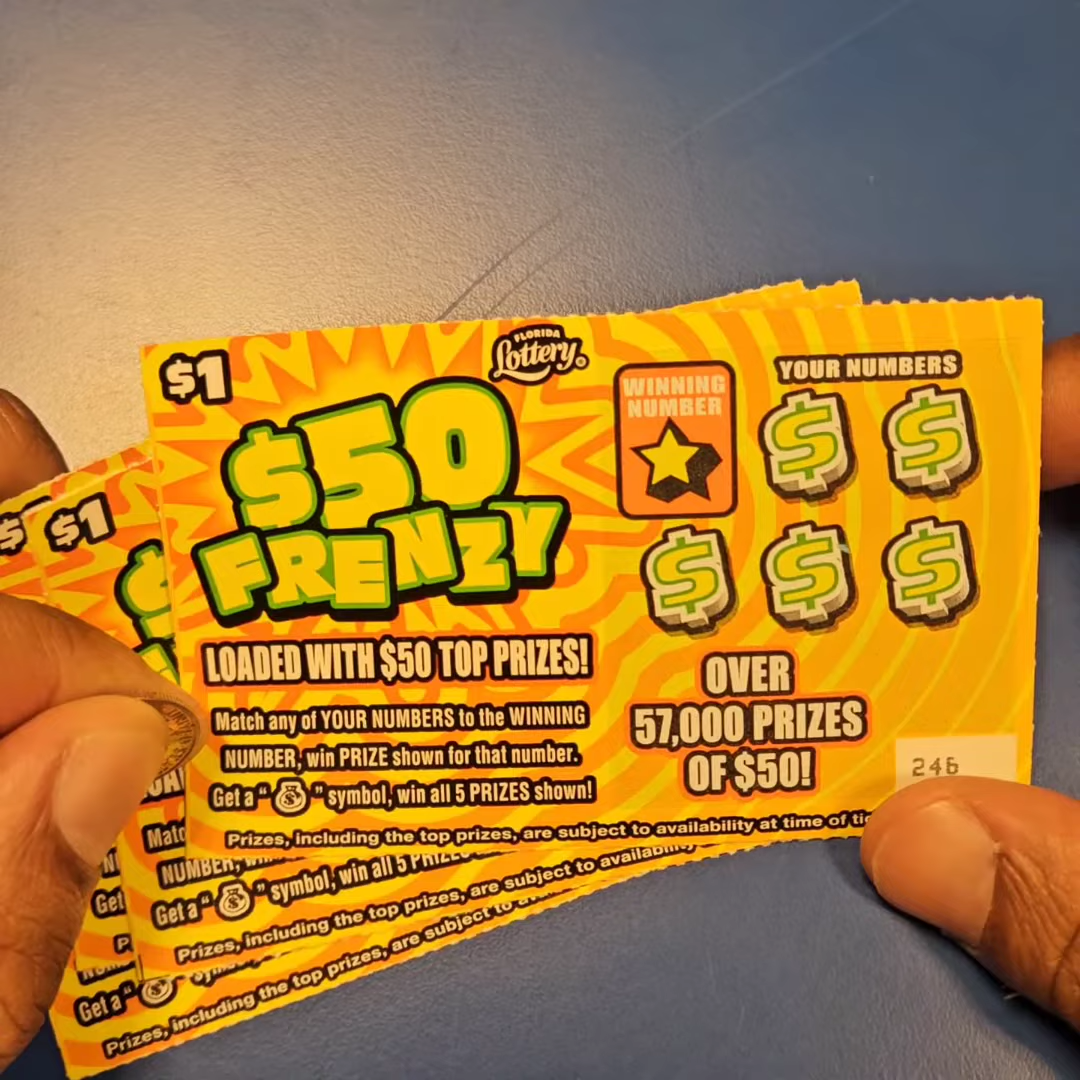 $1
FLORIDA
Lottery®
$50
FRENZY
LOADED WITH $50 TOP PRIZES!
Match any of YOUR NUMBERS to the WINNING
NUMBER, win PRIZE shown for that number.
Get a “ $ ” symbol, win all 5 PRIZES shown!
WINNING
NUMBER
YOUR NUMBERS
$ $
$ $ $
OVER
57,000 PRIZES
OF $50!
246
Prizes, including the top prizes, are subject to availability at time of
$1
Get a “ $ ” symbol, win all 5
Prizes, including the top prizes, are subject to
$
Get a “ $ ”
Prizes, including the top prizes, are subject to